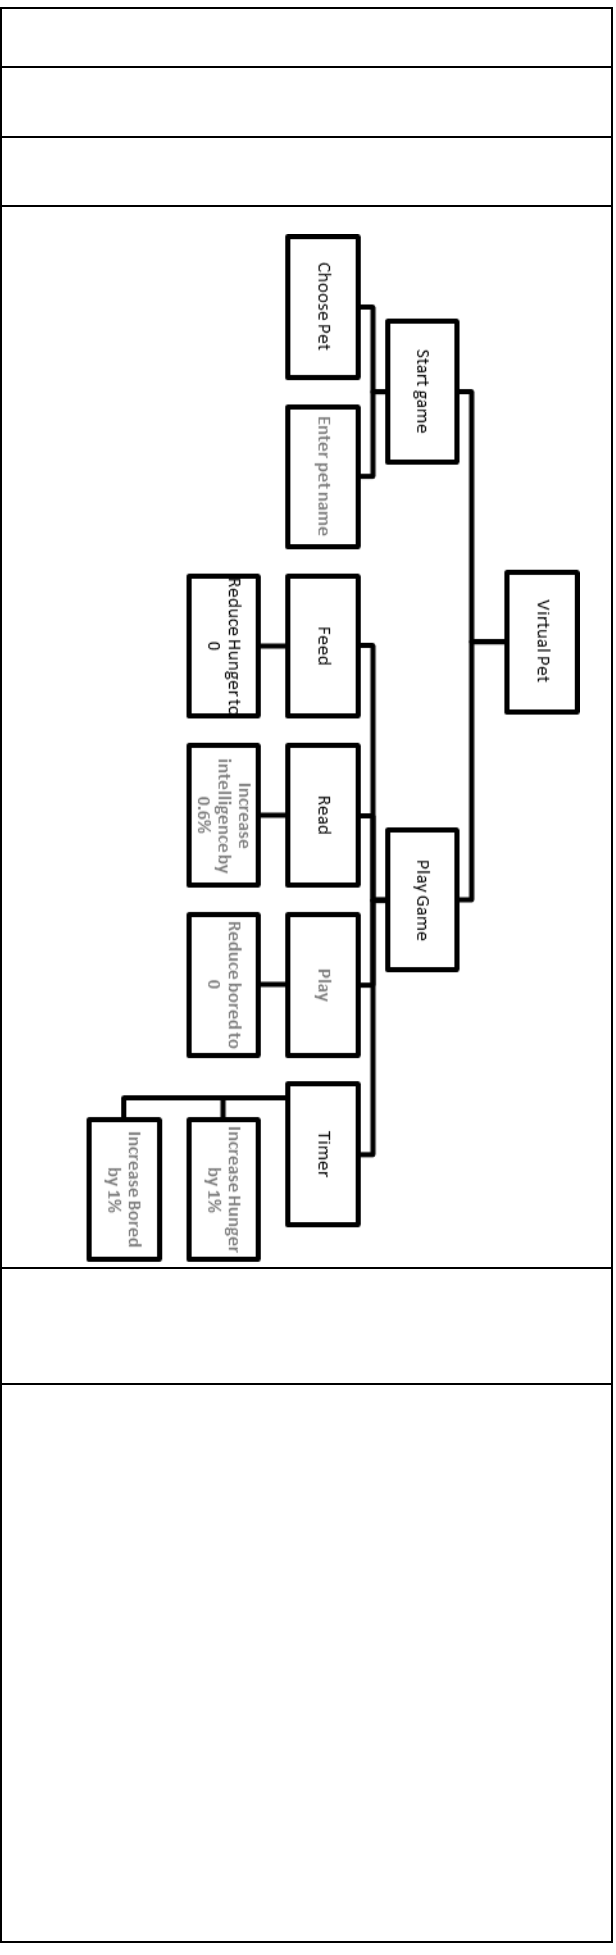 Virtual Pet
Start game
Play Game
Choose Pet
Enter pet name
Feed
Read
Play
Timer
Reduce Hunger to
0
Increase
intelligence by
0.6%
Reduce bored to
0
Increase Hunger
by 1%
Increase Bored
by 1%